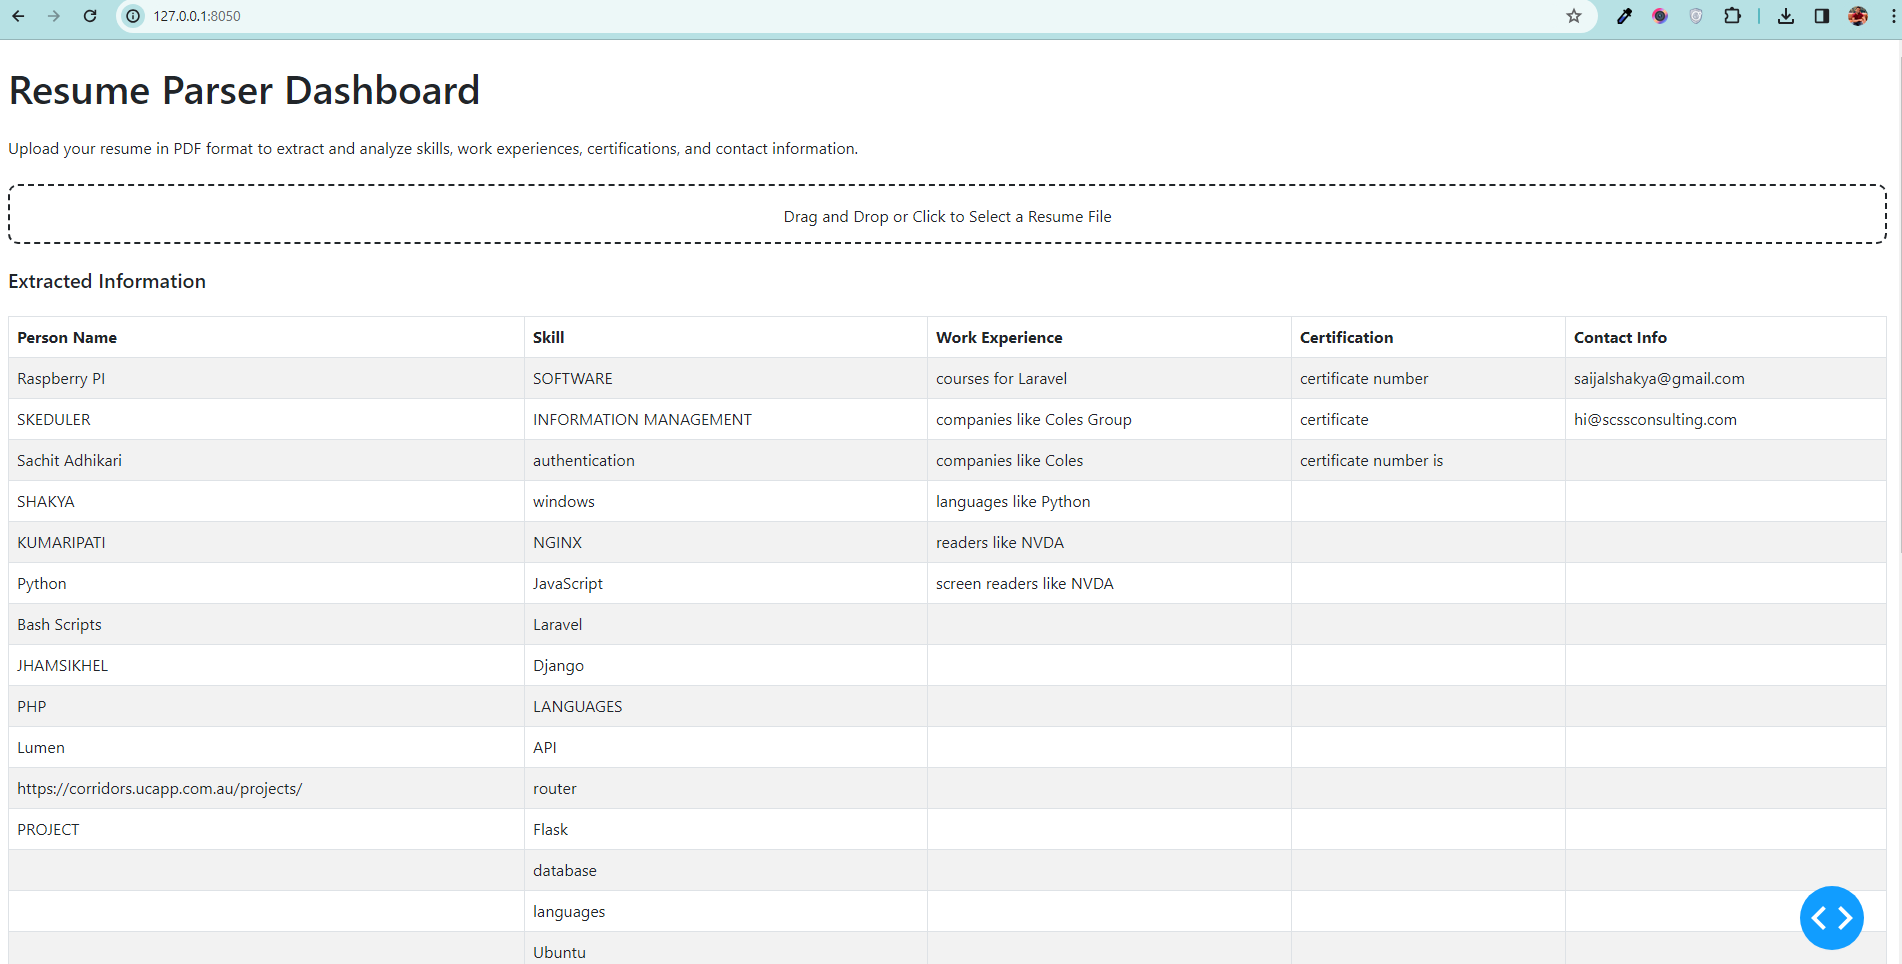 127.0.0.1:8050
Resume Parser Dashboard
Upload your resume in PDF format to extract and analyze skills, work experiences, certifications, and contact information.
Drag and Drop or Click to Select a Resume File
Extracted Information
Person Name Skill Work Experience Certification Contact Info
Raspberry PI SOFTWARE courses for Laravel certificate number saijalshakya@gmail.com
SKEDULER INFORMATION MANAGEMENT companies like Coles Group certificate hi@scssconsulting.com
Sachit Adhikari authentication companies like Coles certificate number is
SHAKYA windows languages like Python
KUMARIPATI NGINX readers like NVDA
Python JavaScript screen readers like NVDA
Bash Scripts Laravel
JHAMSIKHEL Django
PHP LANGUAGES
Lumen API
https://corridors.ucapp.com.au/projects/ router
PROJECT Flask
database
languages
Ubuntu